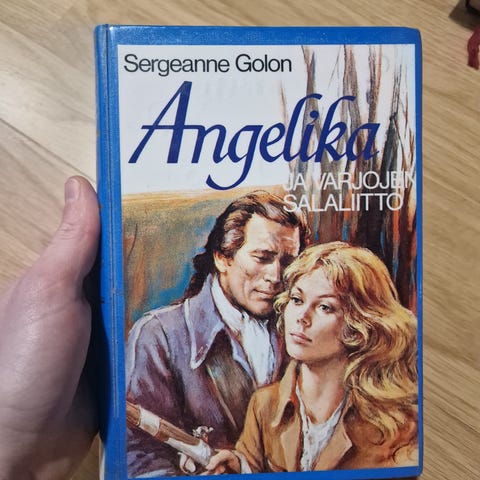 Sergeanne Golon
Angelika
JA VARJOJEN
SALALIITTO